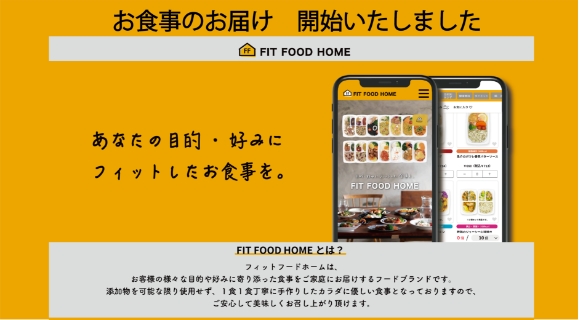 お食事のお届け　開始いたしました
FF FIT FOOD HOME
あなたの目的・好みに
フィットしたお食事を。
FIT FOOD HOME
FIT FOOD HOME
FIT FOOD HOME とは？
フィットフードホームは、
お客様の様々な目的や好みに寄り添った食事をご家庭にお届けするフードブランドです。
添加物を可能な限り使用せず、１食１食丁寧に手作りしたカラダに優しい食事となっておりますので、
ご安心して美味しくお召し上がり頂けます。